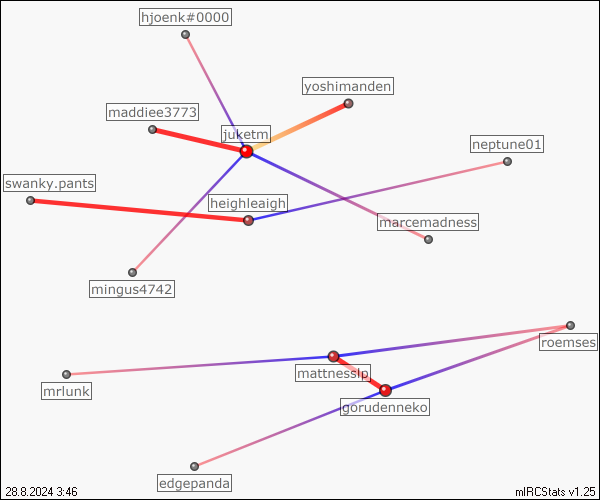 hjoenk#0000
yoshimanden
maddiee3773
juketm
neptune01
swanky.pants
heighleaigh
marcemadness
mingus4742
roemses
mattnesslp
mrlunk
gorudenneko
edgepanda
28.8.2024 3:46
mIRCStats v1.25